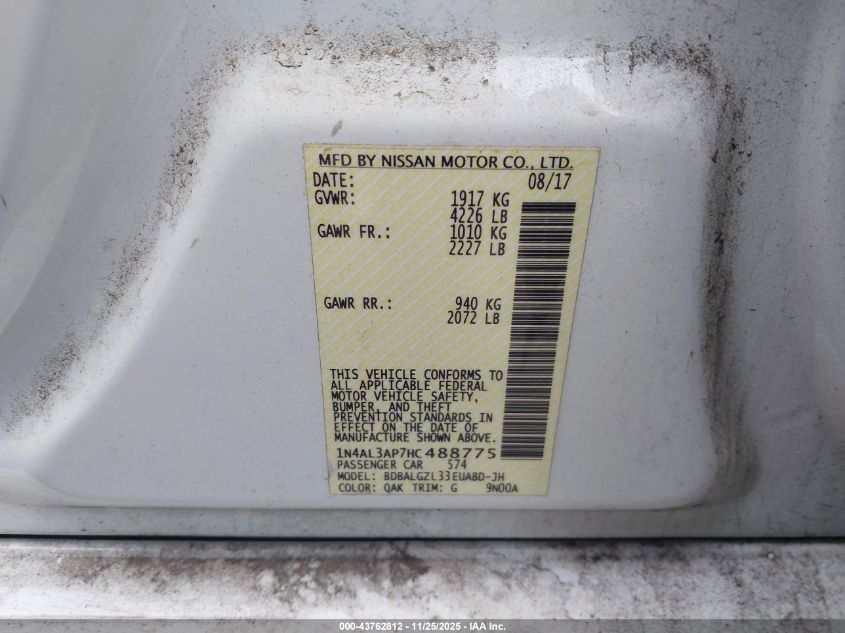 MFD BY NISSAN MOTOR CO., LTD.
DATE: 08/17
GVWR: 1917 KG
4226 LB
GAWR FR.: 1010 KG
2227 LB
GAWR RR.: 940 KG
2072 LB
THIS VEHICLE CONFORMS TO
ALL APPLICABLE FEDERAL
MOTOR VEHICLE SAFETY,
BUMPER, AND THEFT
PREVENTION STANDARDS IN
EFFECT ON THE DATE OF
MANUFACTURE SHOWN ABOVE.
1N4AL3AP7HC488775
PASSENGER CAR 574
MODEL: BDBALGZL33EUABD-JH
COLOR: QAK TRIM: G 9N00A
000-43762812 - 11/25/2025 - IAA Inc.